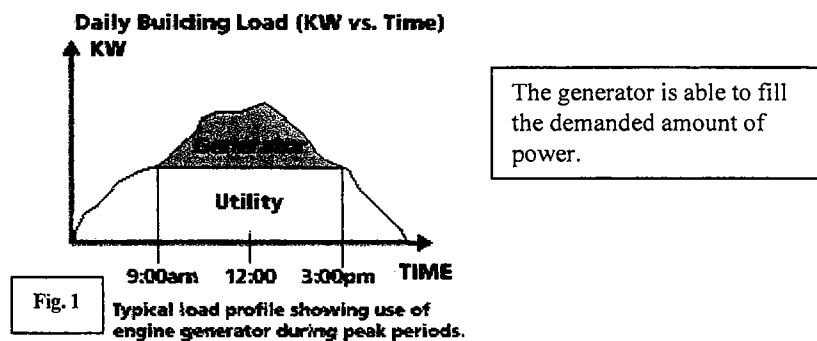 Daily Building Load (KW vs. Time)
KW
The generator is able to fill
the demanded amount of
power.
Generator
Utility
9:00am 12:00 3:00pm TIME
Fig. 1
Typical load profile showing use of
engine generator during peak periods.